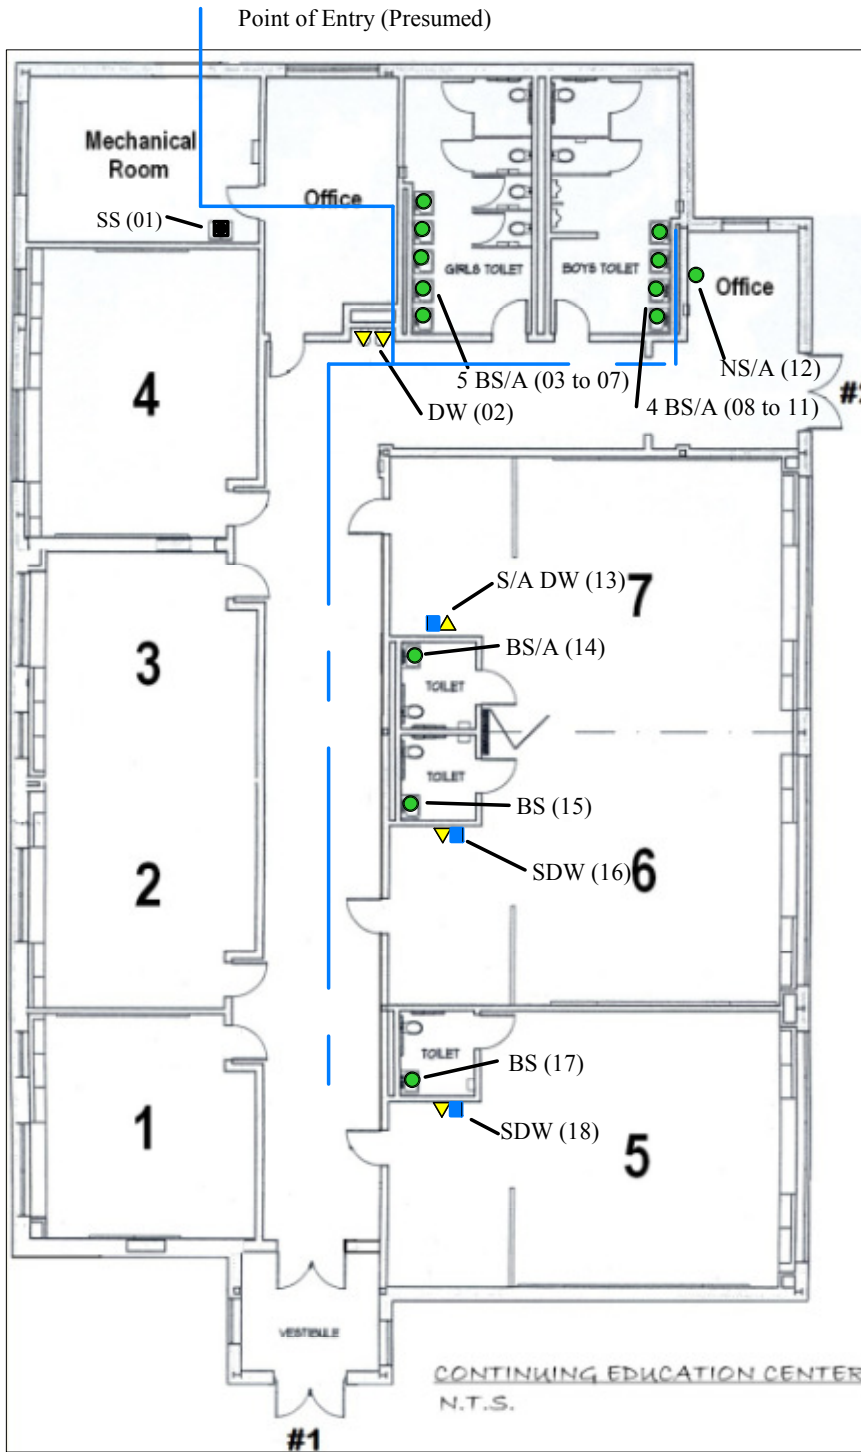 Point of Entry (Presumed)
Mechanical
Room
Office
SS (01)
GIRLS TOILET
BOYS TOILET
Office
NS/A (12)
5 BS/A (03 to 07)
4 BS/A (08 to 11)
DW (02)
4
S/A DW (13)
7
BS/A (14)
TOILET
3
TOILET
BS (15)
2
SDW (16)
6
TOILET
BS (17)
1
SDW (18)
5
VESTIBULE
CONTINUING EDUCATION CENTER
N.T.S.
#1